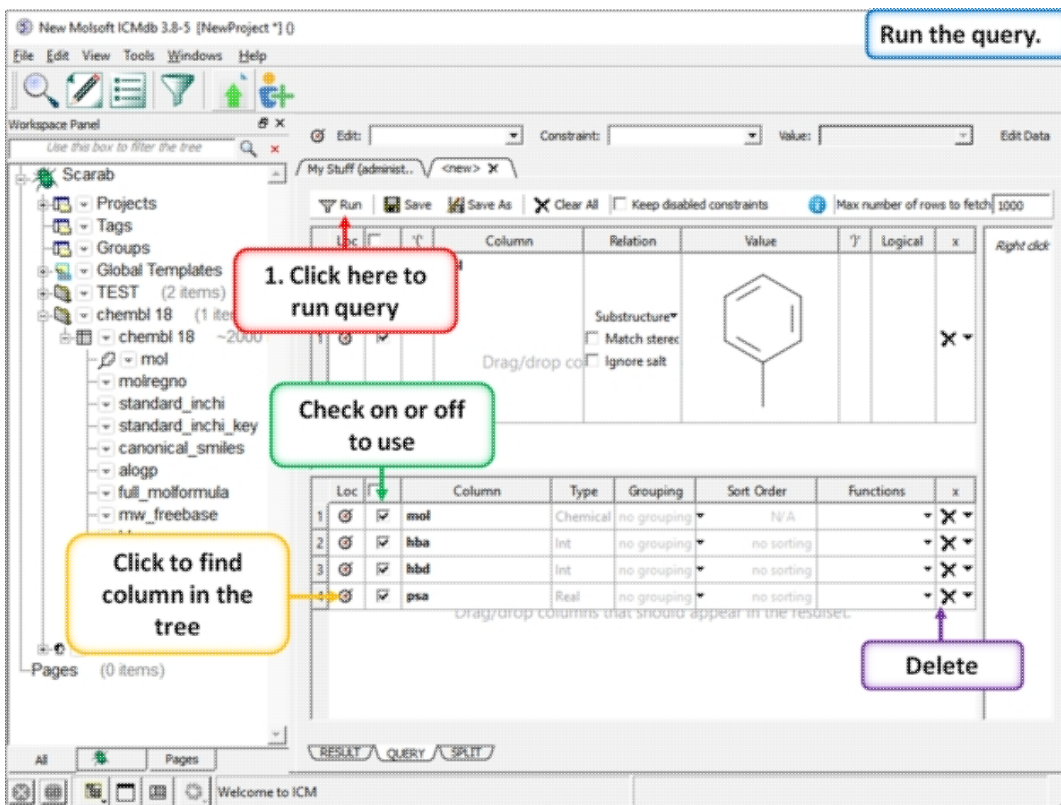 New Molsoft ICMdb 3.8-5 [NewProject *] ()
Run the query.
File Edit View Tools Windows Help
Workspace Panel
Use this box to filter the tree
Edit: Constraint: Value: Edit Data
My Stuff (administ.. <new> X
Scarab
Projects
Tags
Groups
Global Templates
TEST (2 items)
chembl 18 (1 ite
chembl 18 ~2000
mol
molregno
standard_inchi
standard_inchi_key
canonical_smiles
alogp
full_molformula
mw_freebase
Pages (0 items)
Run Save Save As Clear All Keep disabled constraints Max number of rows to fetch 1000
Loc '(' Column Relation Value ')' Logical x
Right click
1. Click here to
run query
Substructure
1 Match stereo
Drag/drop co Ignore salt
Check on or off
to use
Loc Column Type Grouping Sort Order Functions x
1 mol Chemical no grouping N/A
2 hba Int no grouping no sorting
3 hbd Int no grouping no sorting
4 psa Real no grouping no sorting
Drag/drop columns that should appear in the resulset.
Click to find
column in the
tree
Delete
RESULT QUERY SPLIT
All Pages
Welcome to ICM